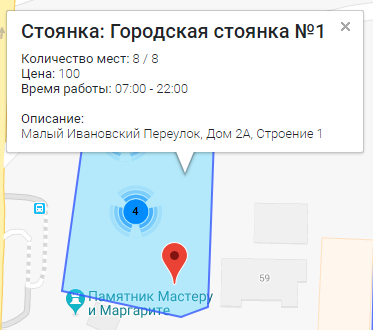 Стоянка: Городская стоянка №1
Количество мест: 8 / 8
Цена: 100
Время работы: 07:00 - 22:00
Описание:
Малый Ивановский Переулок, Дом 2А, Строение 1
4
59
Памятник Мастеру
и Маргарите